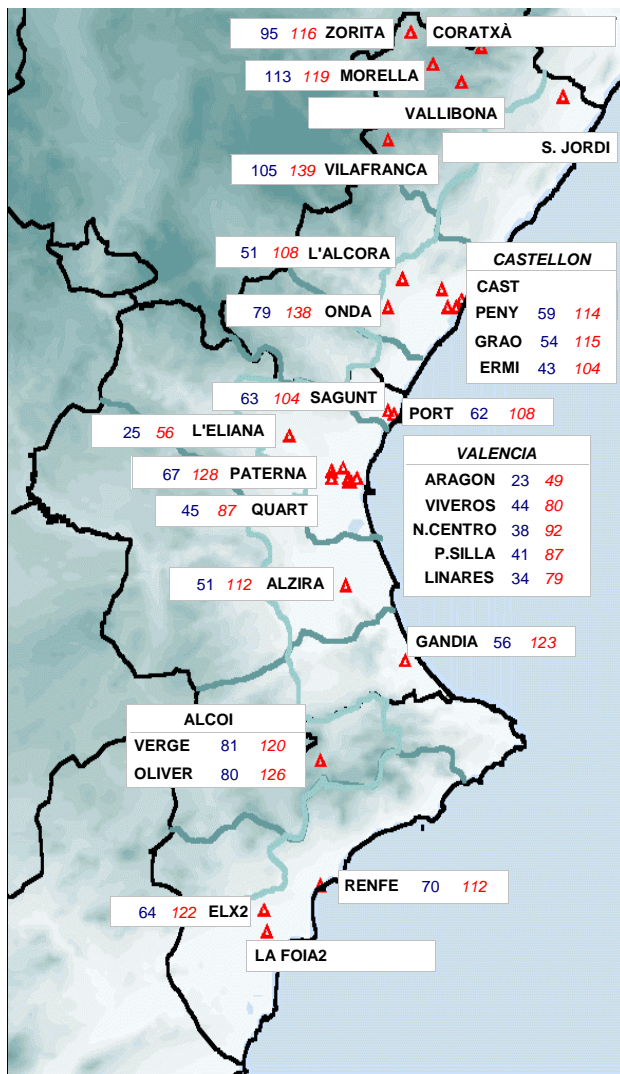 95 116 ZORITA
CORATXÀ
113 119 MORELLA
VALLIBONA
S. JORDI
105 139 VILAFRANCA
51 108 L'ALCORA
CASTELLON
CAST
PENY 59 114
GRAO 54 115
ERMI 43 104
79 138 ONDA
63 104 SAGUNT
PORT 62 108
25 56 L'ELIANA
67 128 PATERNA
45 87 QUART
VALENCIA
ARAGON 23 49
VIVEROS 44 80
N.CENTRO 38 92
P.SILLA 41 87
LINARES 34 79
51 112 ALZIRA
GANDIA 56 123
ALCOI
VERGE 81 120
OLIVER 80 126
RENFE 70 112
64 122 ELX2
LA FOIA2